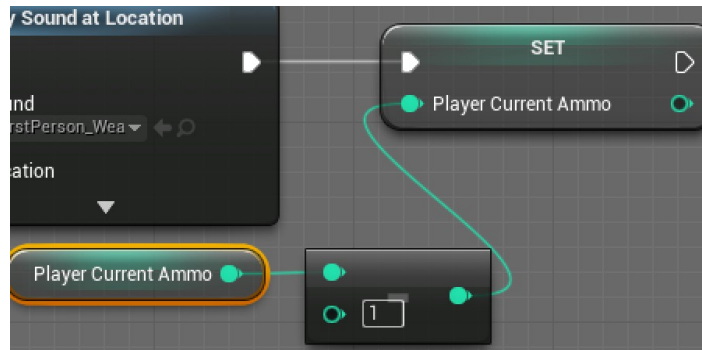 y Sound at Location
SET
Player Current Ammo
und
rstPerson_Wea
ation
Player Current Ammo
1